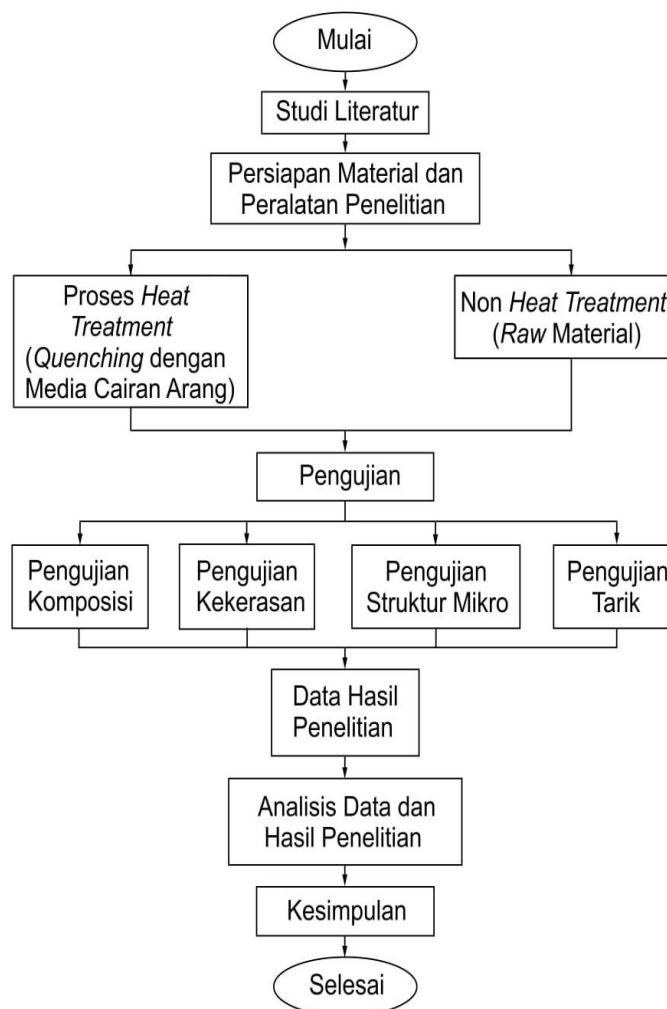 Mulai
Studi Literatur
Persiapan Material dan
Peralatan Penelitian
Proses Heat
Treatment
(Quenching dengan
Media Cairan Arang)
Non Heat Treatment
(Raw Material)
Pengujian
Pengujian
Komposisi
Pengujian
Kekerasan
Pengujian
Struktur Mikro
Pengujian
Tarik
Data Hasil
Penelitian
Analisis Data dan
Hasil Penelitian
Kesimpulan
Selesai